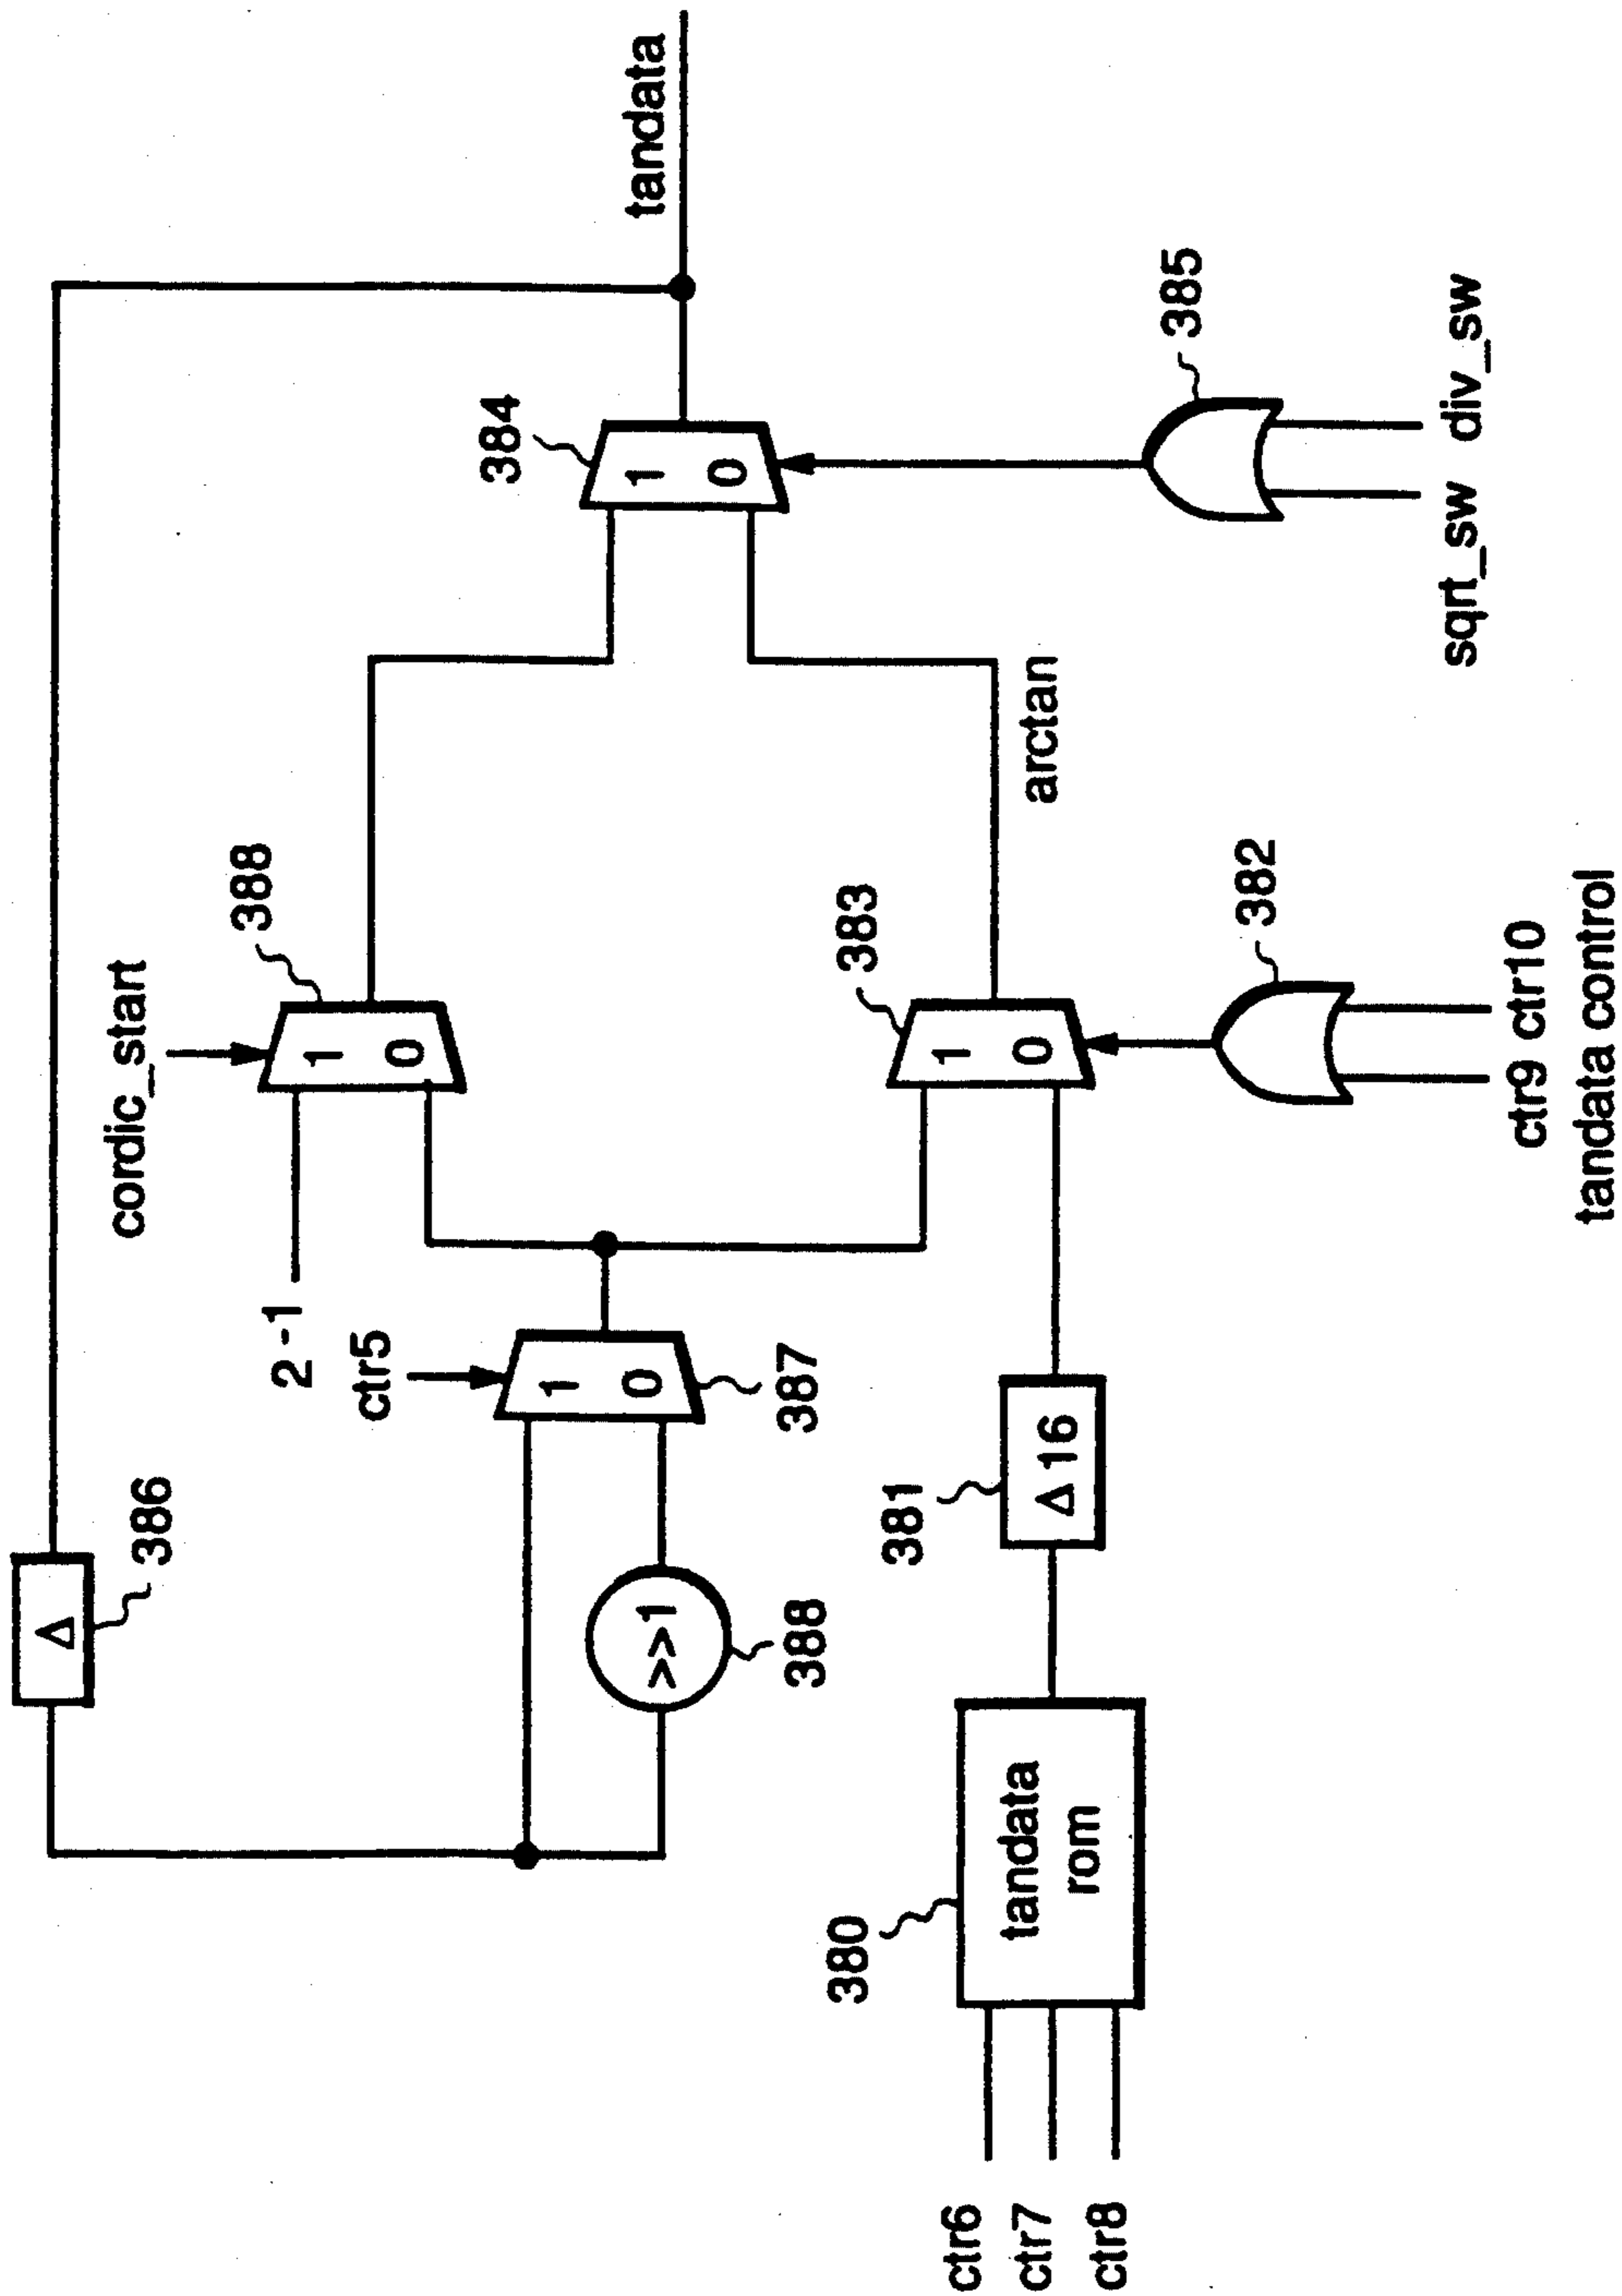 Δ
386
cordic_start
388
2 -1
1
0
ctr5
1
0
387
>>1
388
384
1
0
tandata
383
1
0
arctan
381
Δ 16
380
tandata
rom
ctr6
ctr7
ctr8
382
ctr9 ctr10
tandata control
385
sqrt_sw div_sw